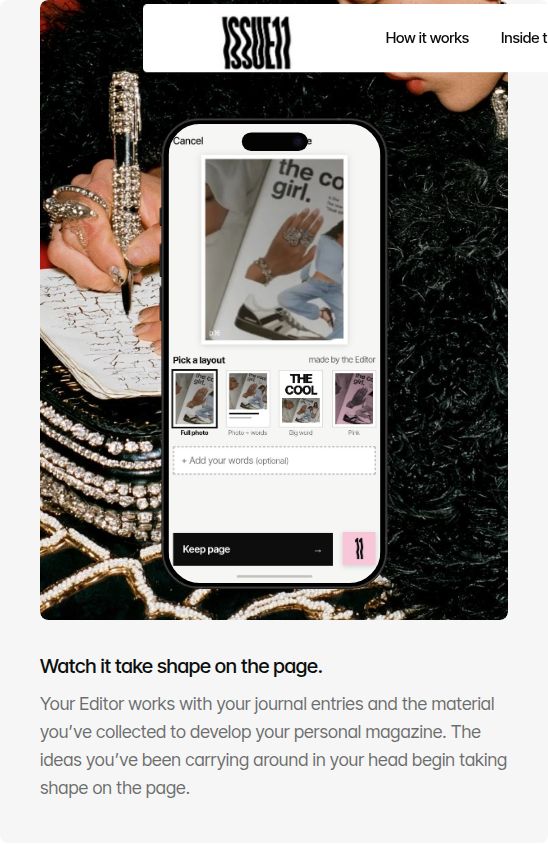 ISSUE11
How it works
Inside t
Cancel
e
the co
girl.
p16
Pick a layout
made by the Editor
Full photo
Photo + words
THE
COOL
Big word
Pink
+ Add your words (optional)
Keep page →
11
Watch it take shape on the page.
Your Editor works with your journal entries and the material
you’ve collected to develop your personal magazine. The
ideas you’ve been carrying around in your head begin taking
shape on the page.